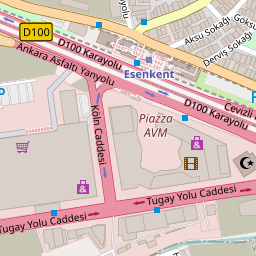 D100
Aksu Sokağı
Derviş Sokağı
D100 Karayolu
Ankara Asfaltı Yanyolu
Esenkent
D100 Karayolu
Cevizli
P
Köln Caddesi
Piazza
AVM
Tugay Yolu Caddesi
Tugay Yolu Caddesi